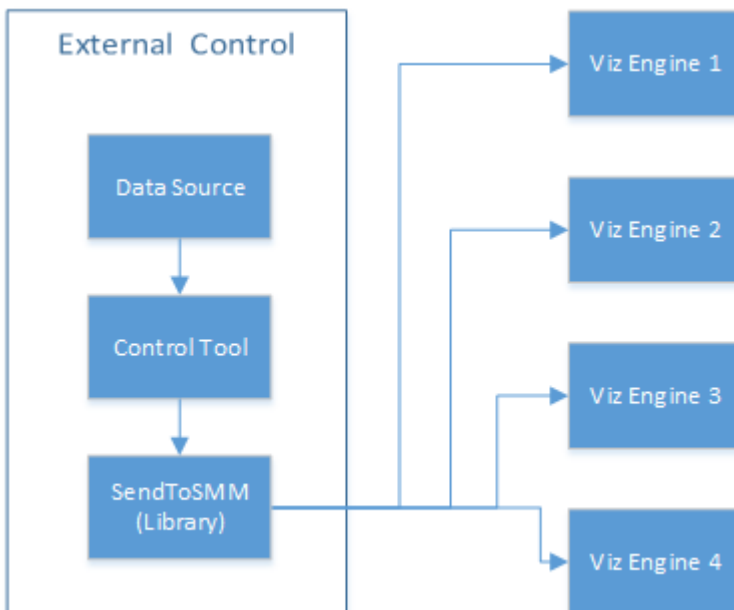 External Control
Data Source
Control Tool
SendToSMM
(Library)
Viz Engine 1
Viz Engine 2
Viz Engine 3
Viz Engine 4